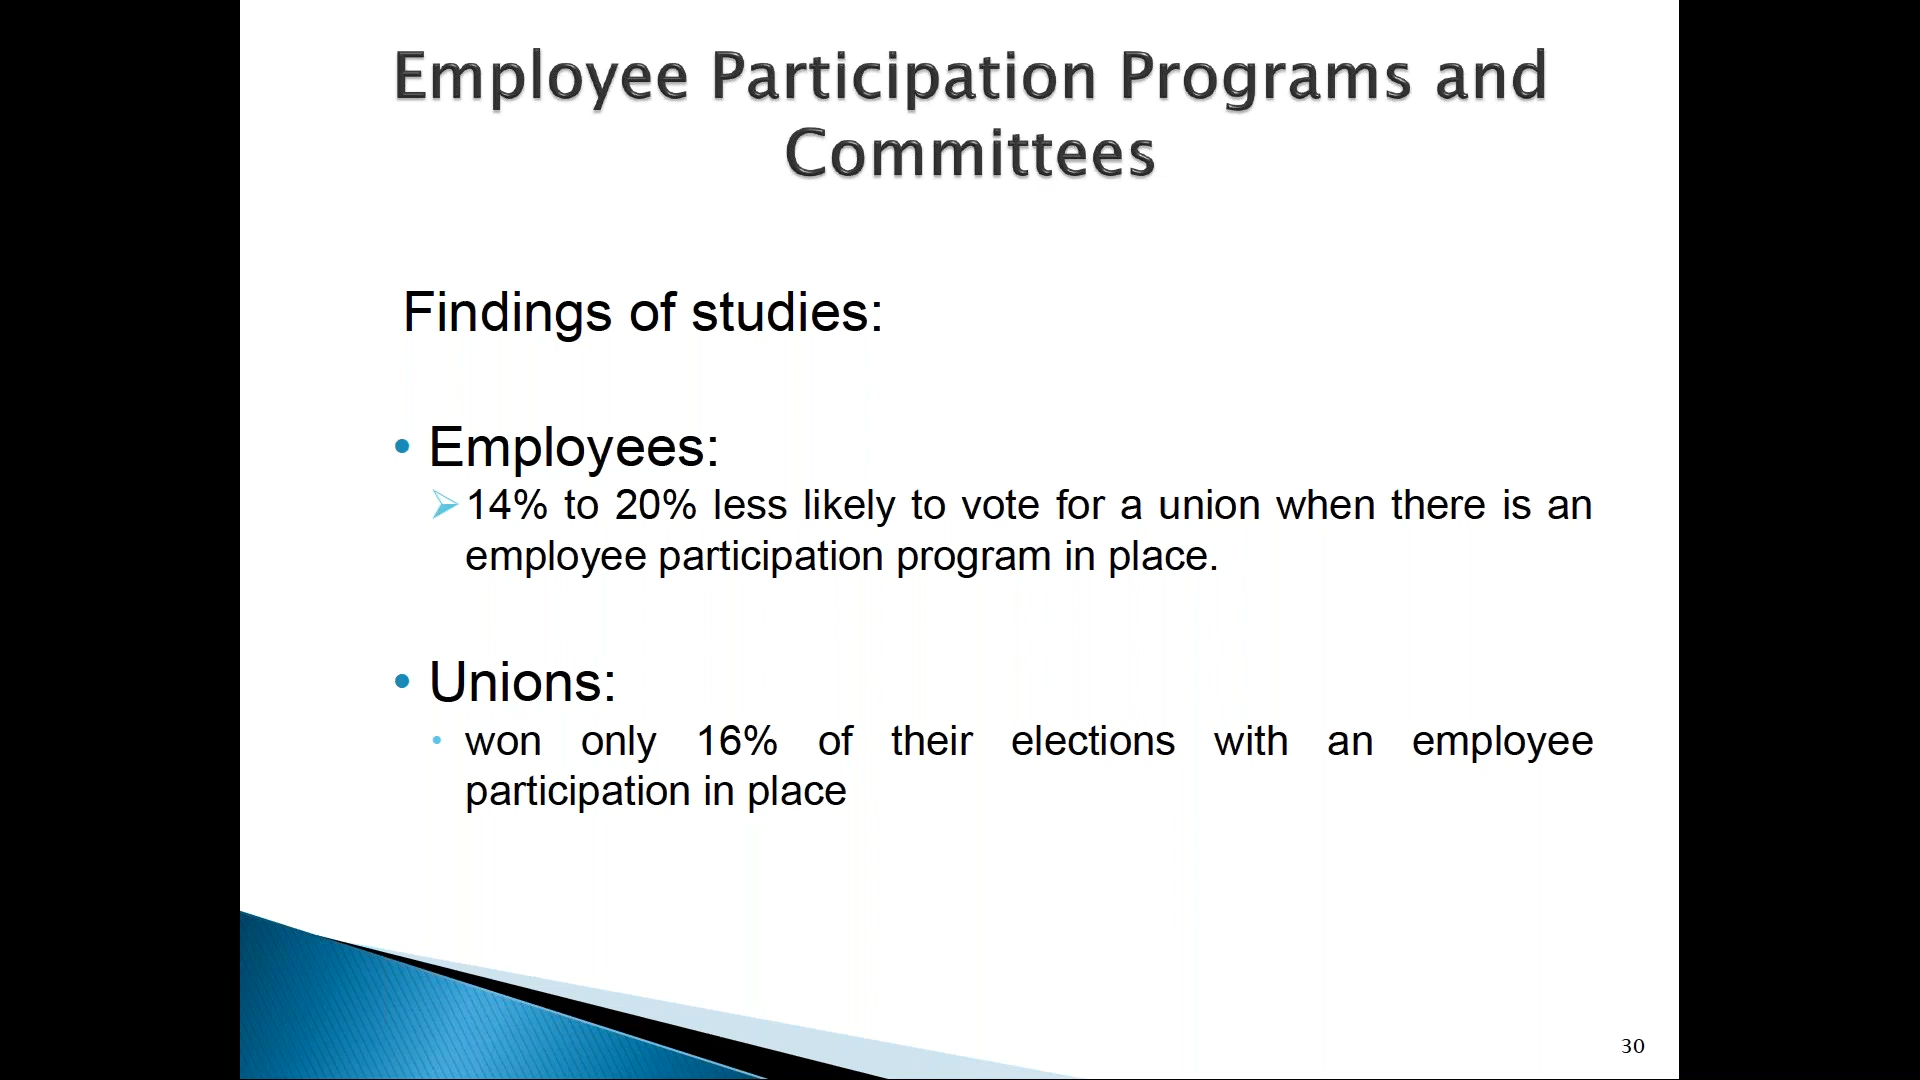 Employee Participation Programs and
Committees
Findings of studies:
• Employees:
14% to 20% less likely to vote for a union when there is an
employee participation program in place.
• Unions:
• won only 16% of their elections with an employee
participation in place
30